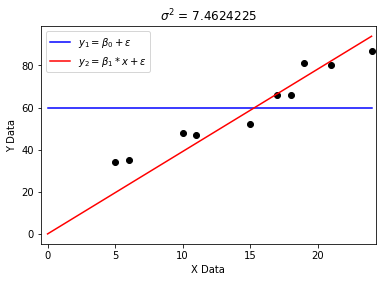 σ² = 7.4624225
y₁ = β₀ + ε
y₂ = β₁ * x + ε
Y Data
80
60
40
20
0
0 5 10 15 20
X Data